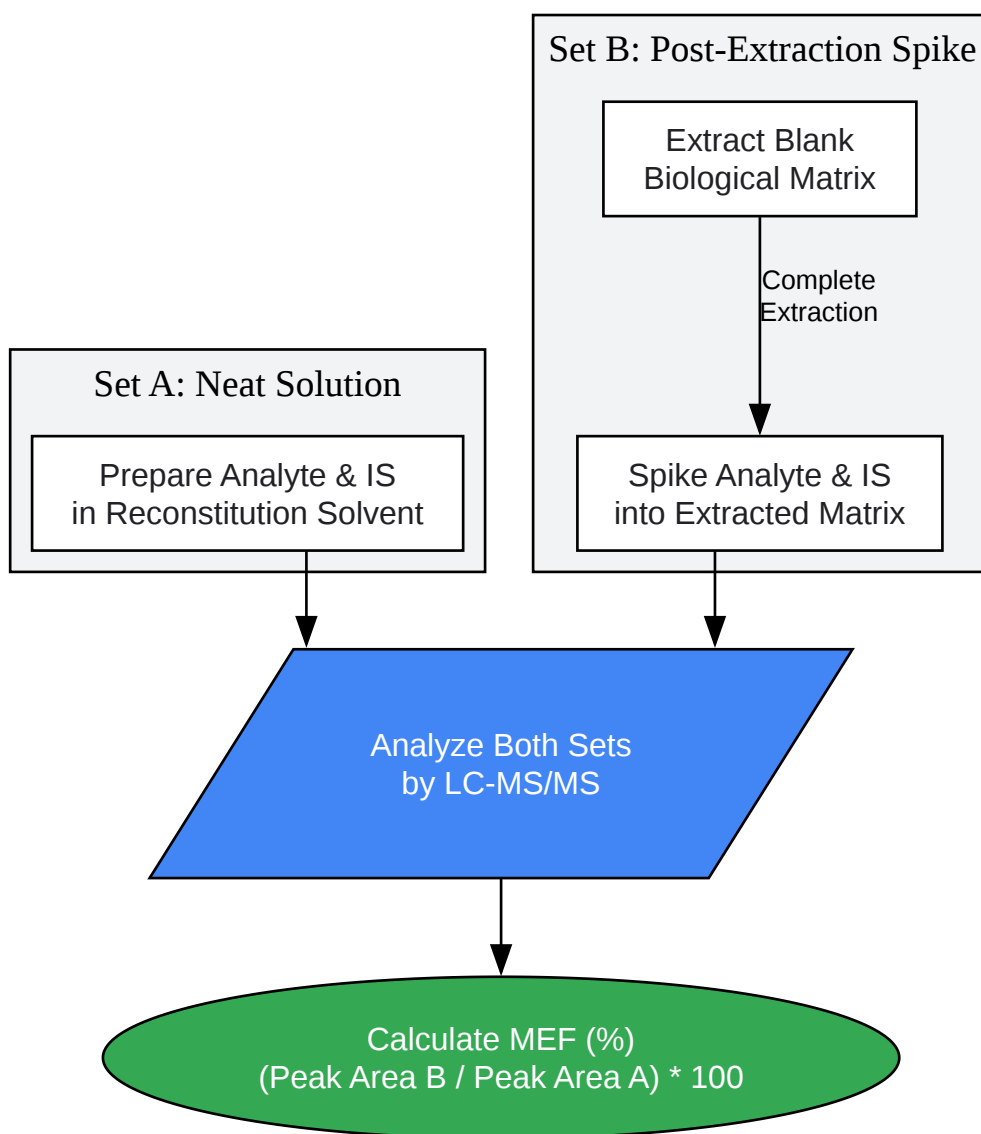 Set B: Post-Extraction Spike
Extract Blank
Biological Matrix
Complete
Extraction
Set A: Neat Solution
Prepare Analyte & IS
in Reconstitution Solvent
Spike Analyte & IS
into Extracted Matrix
Analyze Both Sets
by LC-MS/MS
Calculate MEF (%)
(Peak Area B / Peak Area A) * 100